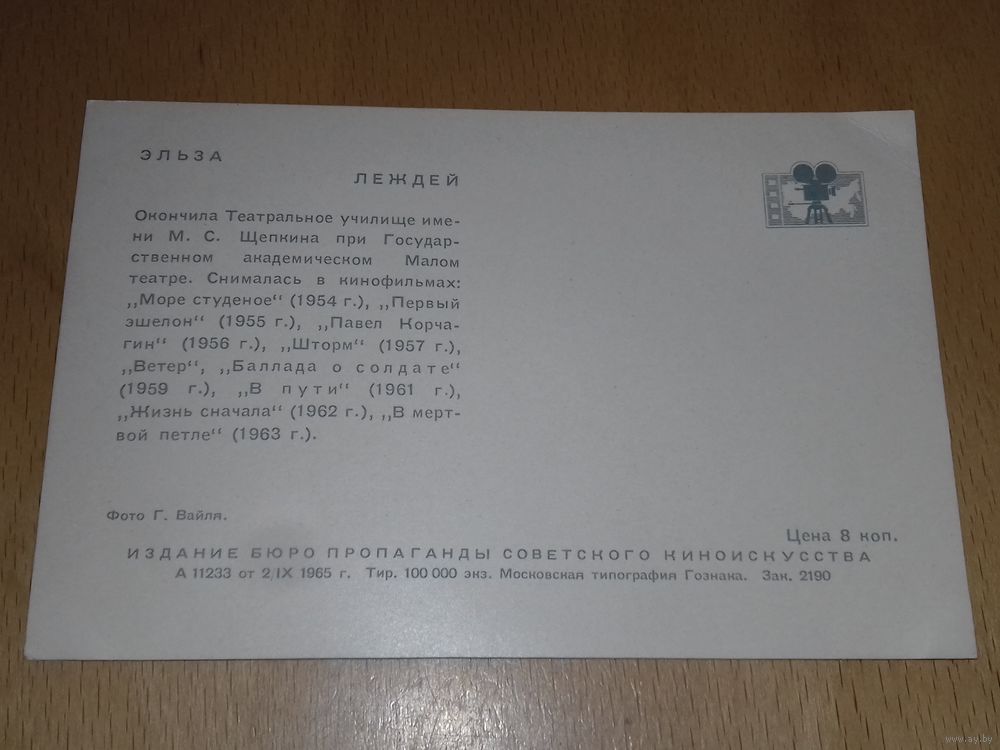 ЭЛЬЗА
ЛЕЖДЕЙ
Окончила Театральное училище име-
ни М. С. Щепкина при Государ-
ственном академическом Малом
театре. Снималась в кинофильмах:
„Море студеное“ (1954 г.), „Первый
эшелон“ (1955 г.), „Павел Корча-
гин“ (1956 г.), „Шторм“ (1957 г.),
„Ветер“, „Баллада о солдате“
(1959 г.), „В пути“ (1961 г.),
„Жизнь сначала“ (1962 г.), „В мерт-
вой петле“ (1963 г.).
Фото Г. Вайля.
Цена 8 коп.
ИЗДАНИЕ БЮРО ПРОПАГАНДЫ СОВЕТСКОГО КИНОИСКУССТВА
А 11233 от 2/IX 1965 г. Тир. 100 000 экз. Московская типография Гознака. Зак. 2190
www.ay.by